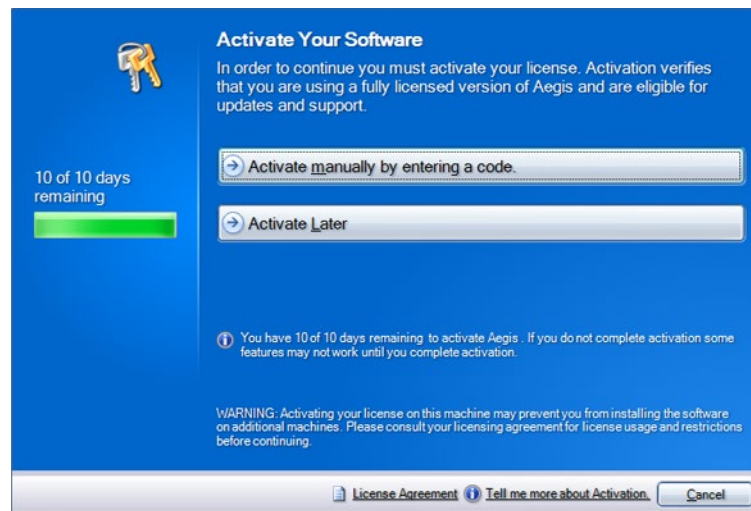 Activate Your Software
In order to continue you must activate your license. Activation verifies
that you are using a fully licensed version of Aegis and are eligible for
updates and support.
10 of 10 days
remaining
Activate manually by entering a code.
Activate Later
You have 10 of 10 days remaining to activate Aegis . If you do not complete activation some
features may not work until you complete activation.
WARNING: Activating your license on this machine may prevent you from installing the software
on additional machines. Please consult your licensing agreement for license usage and restrictions
before continuing.
License Agreement Tell me more about Activation. Cancel